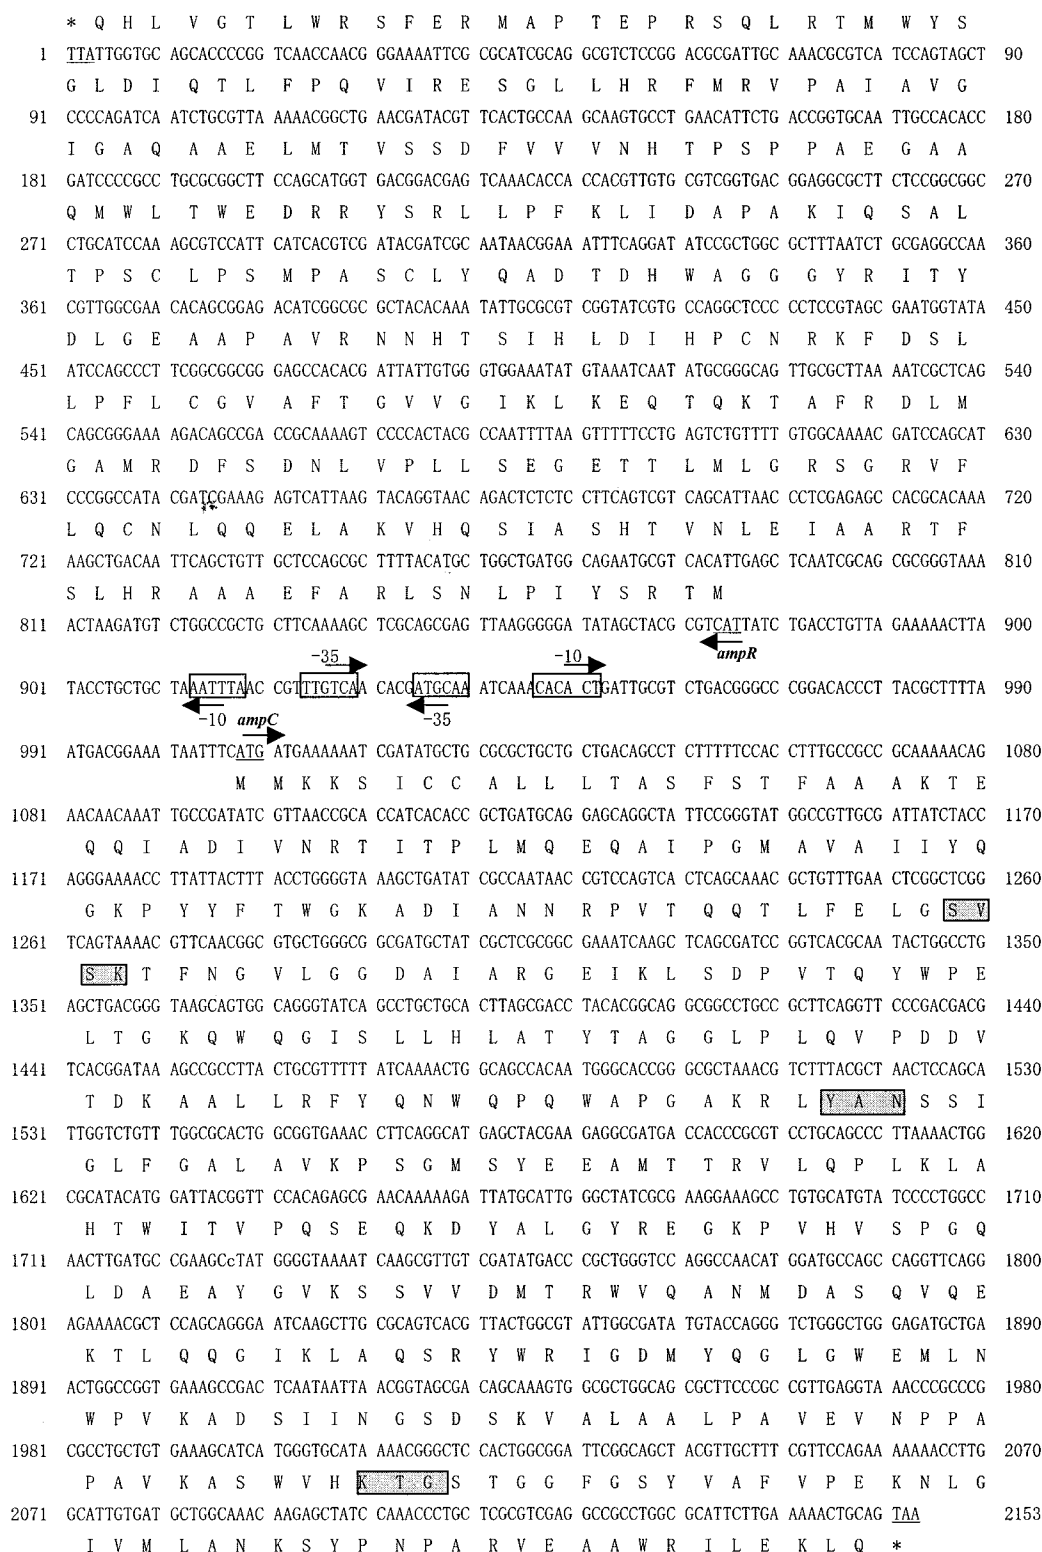 * Q H L V G T L W R S F E R M A P T E P R S Q L R T M W Y S
1 TTATTGGTGC AGCACCCCGG TCAACCAACG GGAAAATTCG CGCATCGCAG GCGTCTCCGG ACGCGATTGC AAACGCGTCA TCCAGTAGCT 90
G L D I Q T L F P Q V I R E S G L L H R F M R V P A I A V G
91 CCCCAGATCA AATCTGCGTT AAAAACGGCTG AACGATACGT TCACTGCCAA GCAAGTGCCT GAACATTCTG ACCGGTGCAA TTGCCACACC 180
I G A Q A A E L M T V S S D F V V V N H T P S P P A E G A A
181 GATCCCCGCC TGCGCGGCTT CCAGCATGGT GACGGACGAG TCAAACACCA CCACGTTGTG CGTCGGTGAC GGAGGCGCTT CTCCGGCGGC 270
Q M W L T W E D R R Y S R L L P F K L I D A P A K I Q S A L
271 CTGCATCCAA AGCGTCCATT CATCACGTCG ATACGATCGC AATAACGGAA ATTTCAGGAT ATCCGCTGGC GCTTTAATCT GCGAGGCCAA 360
T P S C L P S M P A S C L Y Q A D T D H W A G G G Y R I T Y
361 CGTTGGCGAA CACAGCGGAG ACATCGGCGC GCTACACAAA TATTGCGCGT CGGTATCGTG CCAGGCTCCC CCTCCGTAGC GAATGGTATA 450
D L G E A A P A V R N N H T S I H L D I H P C N R K F D S L
451 ATCCAGCCCT TCGGCGGCGG GAGCCACACG ATTATTGTGG GTGGAAATAT GTAAATCAAT ATGCGGGCAG TTGCGCTTAA AATCGCTCAG 540
L P F L C G V A F T G V V G I K L K E Q T Q K T A F R D L M
541 CAGCGGGAAA AGACAGCCGA CCGCAAAAGT CCCCACTACG CCAATTTTAA GTTTTTCCTG AGTCTGTTTT GTGGCAAAAC GATCCAGCAT 630
G A M R D F S D N L V P L L S E G E T T L M L G R S G R V F
631 CCCGGCCATA CGATCGAAAG AGTCATTAAG TACAGGTAAC AGACTCTCTC CTTCAGTCGT CAGCATTAAC CCTCGAGAGC CACGCACAAA 720
L Q C N L Q Q E L A K V H Q S I A S H T V N L E I A A R T F
721 AAGCTGACAA TTCAGCTGTT GCTCCAGCGC TTTTACATGC TGGCTGATGG CAGAATGCGT CACATTGAGC TCAATCGCAG CGCGGGTAAA 810
S L H R A A A E F A R L S N L P I Y S R T M
811 ACTAAGATGT CTGGCCGCTG CTTCAAAAGC TCGCAGCGAG TTAAGGGGGA TATAGCTACG CGTCATTATC TGACCTGTTA GAAAAACTTA 900
ampR
-35 -10
901 TACCTGCTGC TAAATTTAAC CGTTTGTCAA CACGATGCAA ATCAAACACA CTGATTGCGT CTGACGGGCC CGGACACCCT TACGCTTTTA 990
-10 ampC -35
991 ATGACGGAAA TAATTTCATG ATGAAAAAAT CGATATGCTG CGCGCTGCTG CTGACAGCCT CTTTTTCCAC CTTTGCCGCC GCAAAAACAG 1080
M M K K S I C C A L L L T A S F S T F A A A K T E
1081 AACAACAAAT TGCCGATATC GTTAACCGCA CCATCACACC GCTGATGCAG GAGCAGGCTA TTCCGGGTAT GGCCGTTGCG ATTATCTACC 1170
Q Q I A D I V N R T I T P L M Q E Q A I P G M A V A I I Y Q
1171 AGGGAAAACC TTATTACTTT ACCTGGGGTA AAGCTGATAT CGCCAATAAC CGTCCAGTCA CTCAGCAAAC GCTGTTTGAA CTCGGCTCGG 1260
G K P Y Y F T W G K A D I A N N R P V T Q Q T L F E L G S V
1261 TCAGTAAAAC GTTCAACGGC GTGCTGGGCG GCGATGCTAT CGCTCGCGGC GAAATCAAGC TCAGCGATCC GGTCACGCAA TACTGGCCTG 1350
S K T F N G V L G G D A I A R G E I K L S D P V T Q Y W P E
1351 AGCTGACGGG TAAGCAGTGG CAGGGTATCA GCCTGCTGCA CTTAGCGACC TACACGGCAG GCGGCCTGCC GCTTCAGGTT CCCGACGACG 1440
L T G K Q W Q G I S L L H L A T Y T A G G L P L Q V P D D V
1441 TCACGGATAA AGCCGCCTTA CTGCGTTTTT ATCAAAACTG GCAGCCACAA TGGGCACCGG GCGCTAAACG TCTTTACGCT AACTCCAGCA 1530
T D K A A L L R F Y Q N W Q P Q W A P G A K R L Y A N S S I
1531 TTGGTCTGTT TGGCGCACTG GCGGTGAAAC CTTCAGGCAT GAGCTACGAA GAGGCGATGA CCACCCGCGT CCTGCAGCCC TTAAAACTGG 1620
G L F G A L A V K P S G M S Y E E A M T T R V L Q P L K L A
1621 CGCATACATG GATTACGGTT CCACAGAGCG AACAAAAAGA TTATGCATTG GGCTATCGCG AAGGAAAGCC TGTGCATGTA TCCCCTGGCC 1710
H T W I T V P Q S E Q K D Y A L G Y R E G K P V H V S P G Q
1711 AACTTGATGC CGAAGCcTAT GGGGTAAAAT CAAGCGTTGT CGATATGACC CGCTGGGTCC AGGCCAACAT GGATGCCAGC CAGGTTCAGG 1800
L D A E A Y G V K S S V V D M T R W V Q A N M D A S Q V Q E
1801 AGAAAACGCT CCAGCAGGGA ATCAAGCTTG CGCAGTCACG TTACTGGCGT ATTGGCGATA TGTACCAGGG TCTGGGCTGG GAGATGCTGA 1890
K T L Q Q G I K L A Q S R Y W R I G D M Y Q G L G W E M L N
1891 ACTGGCCGGT GAAAGCCGAC TCAATAATTA ACGGTAGCGA CAGCAAAGTG GCGCTGGCAG CGCTTCCCGC CGTTGAGGTA AACCCGCCCG 1980
W P V K A D S I I N G S D S K V A L A A L P A V E V N P P A
1981 CGCCTGCTGT GAAAGCATCA TGGGTGCATA AAACGGGCTC CACTGGCGGA TTCGGCAGCT ACGTTGCTTT CGTTCCAGAA AAAAACCTTG 2070
P A V K A S W V H K T G S T G G F G S Y V A F V P E K N L G
2071 GCATTGTGAT GCTGGCAAAC AAGAGCTATC CAAACCCTGC TCGCGTCGAG GCCGCCTGGC GCATTCTTGA AAAACTGCAG TAA 2153
I V M L A N K S Y P N P A R V E A A W R I L E K L Q *